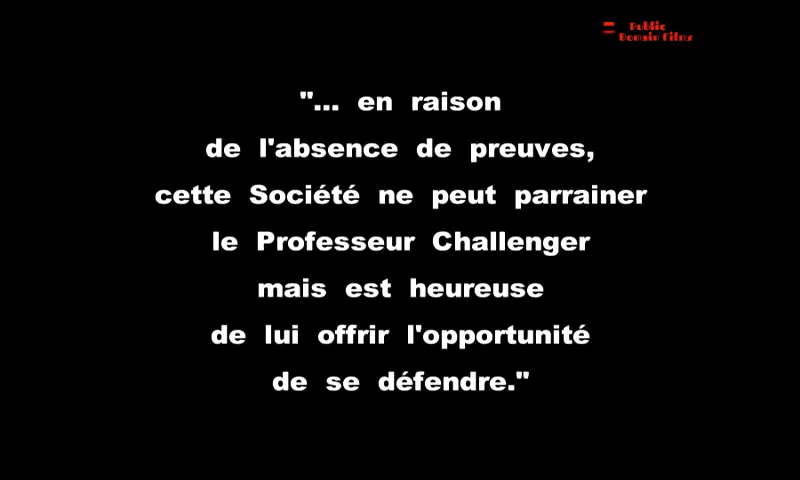 Public
Domain Films
"... en raison
de l'absence de preuves,
cette Société ne peut parrainer
le Professeur Challenger
mais est heureuse
de lui offrir l'opportunité
de se défendre."